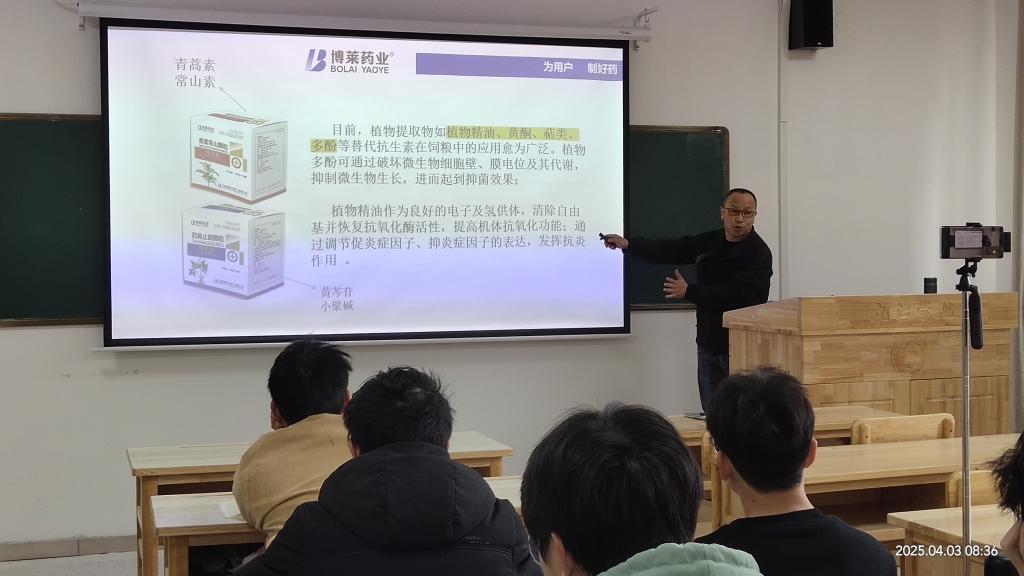 青蒿素
常山素
博莱药业®
BOLAI YAOYE
为用户 制好药
目前，植物提取物如植物精油、黄酮、萜类、
多酚等替代抗生素在饲粮中的应用愈为广泛。植物
多酚可通过破坏微生物细胞壁、膜电位及其代谢，
抑制微生物生长，进而起到抑菌效果；
植物精油作为良好的电子及氢供体，清除自由
基并恢复抗氧化酶活性，提高机体抗氧化功能；通
过调节促炎症因子、抑炎症因子的表达，发挥抗炎
作用 。
黄芩苷
小檗碱
2025.04.03 08:36